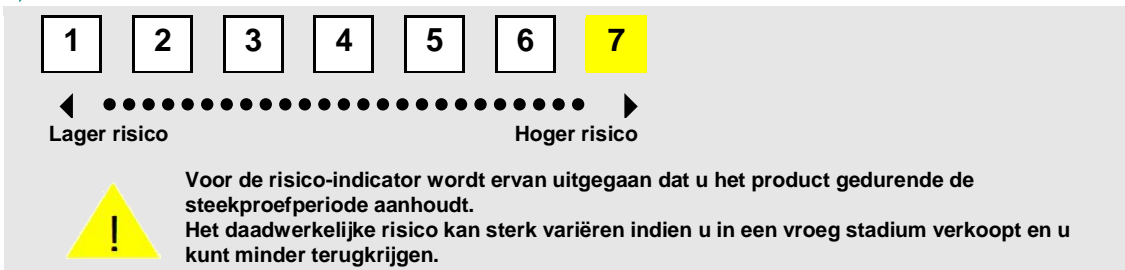 1 2 3 4 5 6 7
Lager risico Hoger risico
Voor de risico-indicator wordt ervan uitgegaan dat u het product gedurende de
steekproefperiode aanhoudt.
! Het daadwerkelijke risico kan sterk variëren indien u in een vroeg stadium verkoopt en u
kunt minder terugkrijgen.